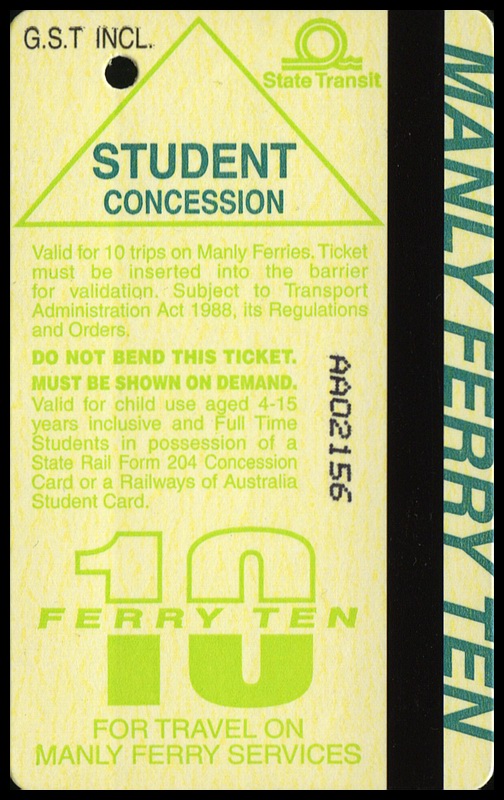 G.S.T INCL.
State Transit
STUDENT
CONCESSION
Valid for 10 trips on Manly Ferries. Ticket
must be inserted into the barrier
for validation. Subject to Transport
Administration Act 1988, its Regulations
and Orders.
DO NOT BEND THIS TICKET.
MUST BE SHOWN ON DEMAND.
Valid for child use aged 4-15
years inclusive and Full Time
Students in possession of a
State Rail Form 204 Concession
Card or a Railways of Australia
Student Card.
AA02156
10
FERRY TEN
FOR TRAVEL ON
MANLY FERRY SERVICES
MANLY FERRY TEN